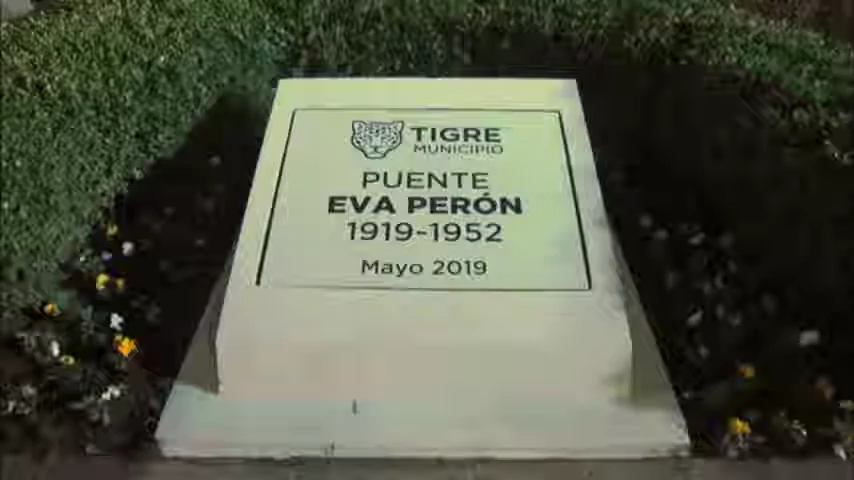 TIGRE
MUNICIPIO
PUENTE
EVA PERÓN
1919-1952
Mayo 2019